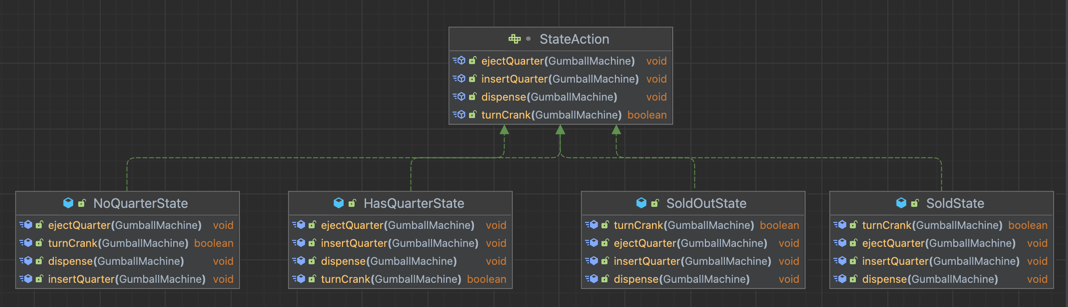 StateAction
ejectQuarter(GumballMachine) void
insertQuarter(GumballMachine) void
dispense(GumballMachine) void
turnCrank(GumballMachine) boolean
NoQuarterState
ejectQuarter(GumballMachine) void
turnCrank(GumballMachine) boolean
dispense(GumballMachine) void
insertQuarter(GumballMachine) void
HasQuarterState
ejectQuarter(GumballMachine) void
insertQuarter(GumballMachine) void
dispense(GumballMachine) void
turnCrank(GumballMachine) boolean
SoldOutState
turnCrank(GumballMachine) boolean
ejectQuarter(GumballMachine) void
insertQuarter(GumballMachine) void
dispense(GumballMachine) void
SoldState
turnCrank(GumballMachine) boolean
ejectQuarter(GumballMachine) void
insertQuarter(GumballMachine) void
dispense(GumballMachine) void